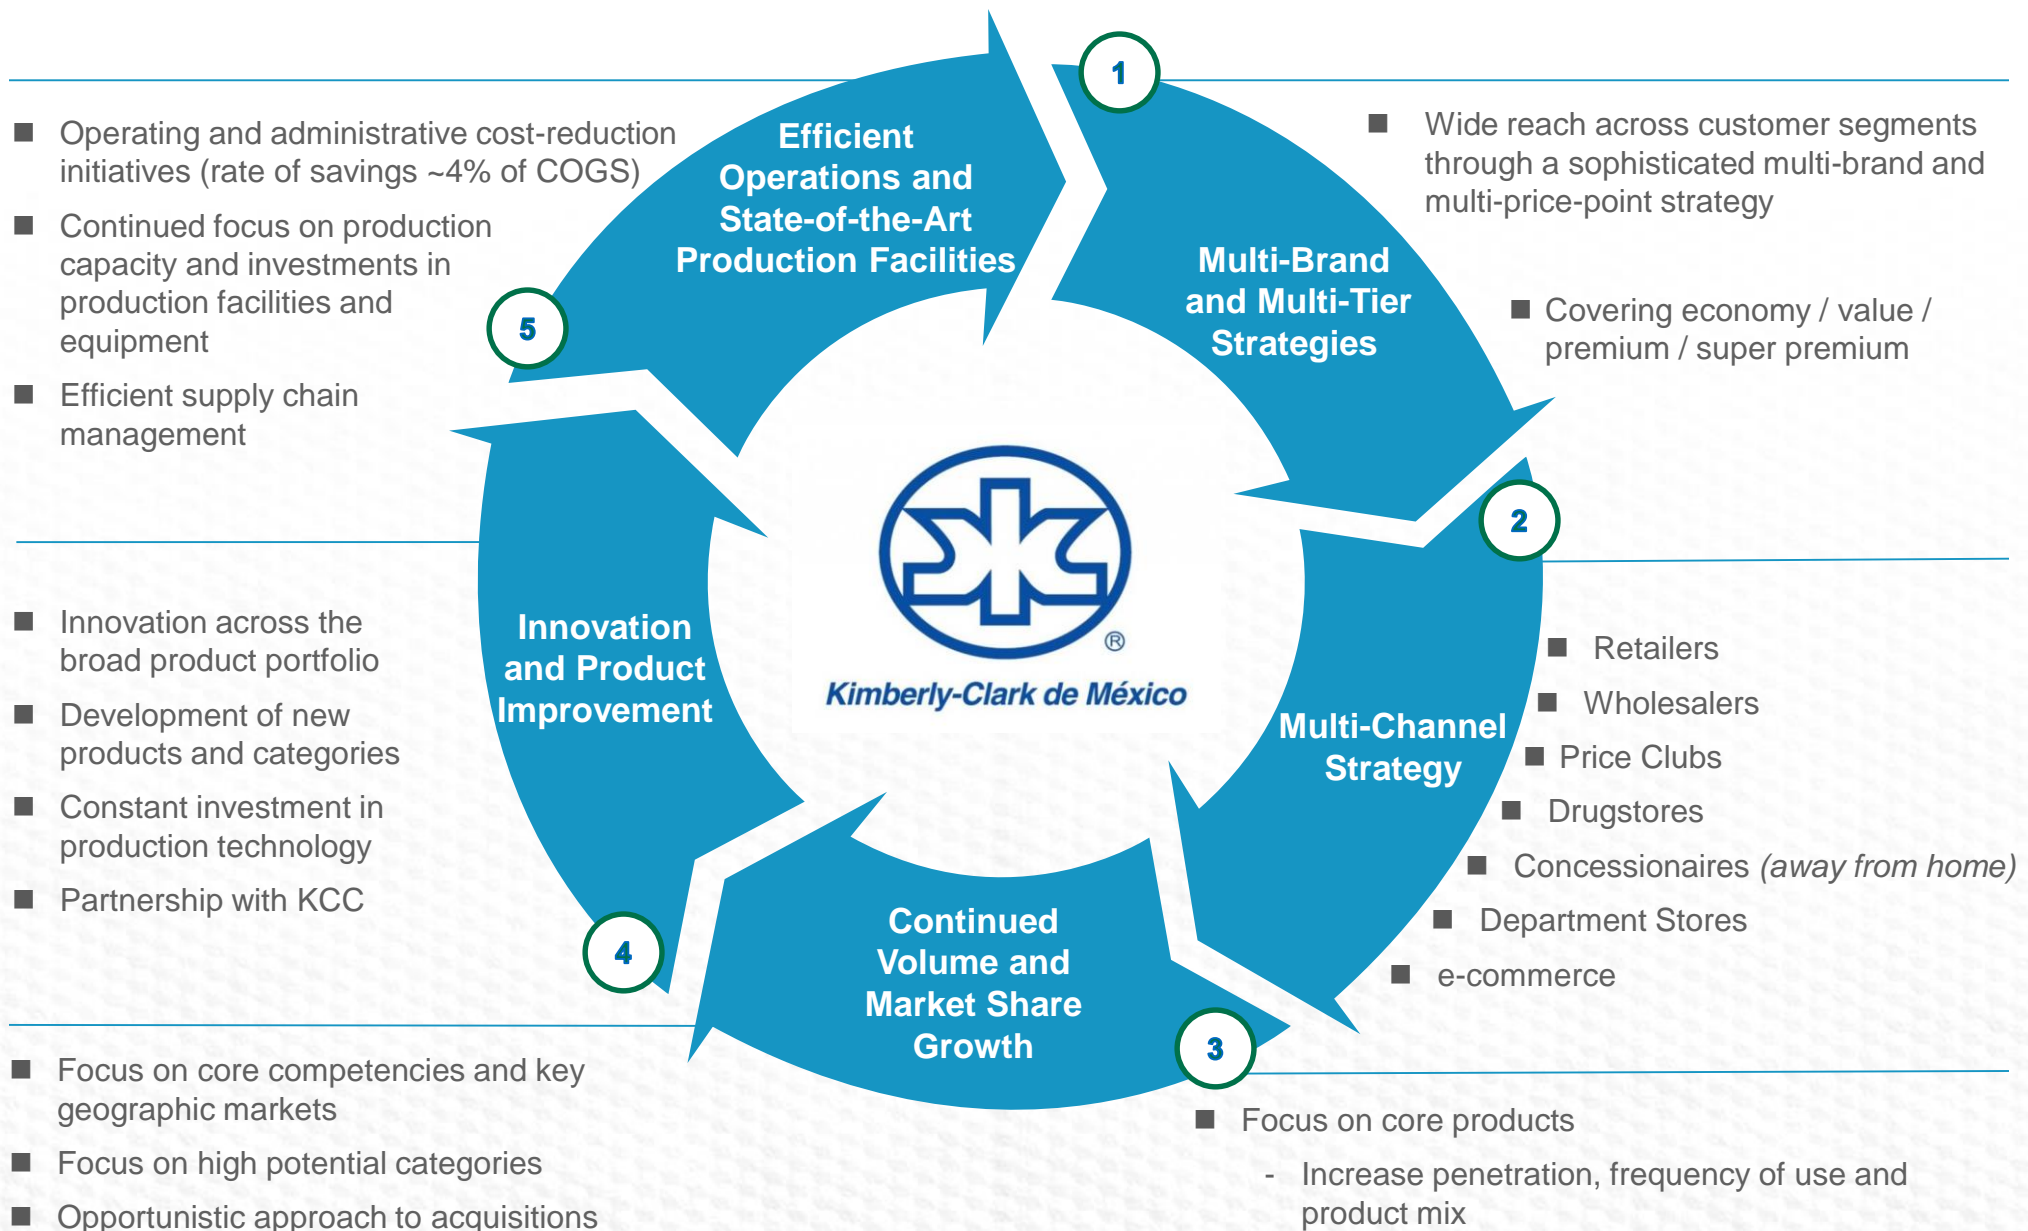 1
Multi-Brand
and Multi-Tier
Strategies
■ Wide reach across customer segments
through a sophisticated multi-brand and
multi-price-point strategy
■ Covering economy / value /
premium / super premium
2
Multi-Channel
Strategy
■ Retailers
■ Wholesalers
■ Price Clubs
■ Drugstores
■ Concessionaires (away from home)
■ Department Stores
■ e-commerce
3
Continued
Volume and
Market Share
Growth
■ Focus on core products
- Increase penetration, frequency of use and
product mix
■ Focus on core competencies and key
geographic markets
■ Focus on high potential categories
■ Opportunistic approach to acquisitions
4
Innovation
and Product
Improvement
■ Innovation across the
broad product portfolio
■ Development of new
products and categories
■ Constant investment in
production technology
■ Partnership with KCC
5
Efficient
Operations and
State-of-the-Art
Production Facilities
■ Operating and administrative cost-reduction
initiatives (rate of savings ~4% of COGS)
■ Continued focus on production
capacity and investments in
production facilities and
equipment
■ Efficient supply chain
management
®
Kimberly-Clark de México